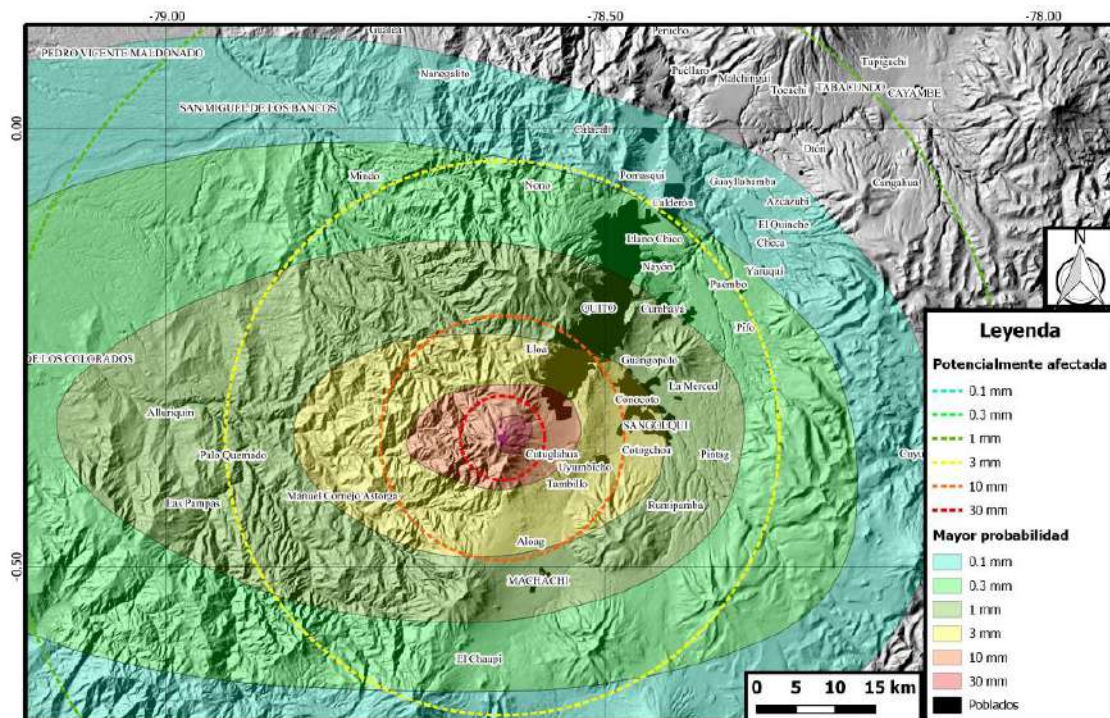 -79.00
-78.50
-78.00
Gualea
Perucho
PEDRO VICENTE MALDONADO
Tupigachi
Nanegalito
Puéllaro
Malchinguí
Tocachi
TABACUNDO
CAYAMBE
SAN MIGUEL DE LOS BANCOS
0.00
Calacalí
Otón
Mindo
Nono
Pomasqui
Guayllabamba
Cangahua
Calderón
Azcazubi
El Quinche
Llano Chico
Checa
N
Nayón
Yaruquí
Puembo
QUITO
Cumbayá
Pifo
DE LOS COLORADOS
Lloa
Guangopolo
La Merced
Alluriquín
Conocoto
SANGOLQUI
Palo Quemado
Cutuglahua
Cotogchoa
Pintag
Uyumbicho
Tambillo
Manuel Cornejo Astorga
Las Pampas
Rumipamba
Aloag
-0.50
MACHACHI
El Chaupi
0 5 10 15 km
Leyenda
Potencialmente afectada
0.1 mm
0.3 mm
1 mm
3 mm
10 mm
30 mm
Mayor probabilidad
0.1 mm
0.3 mm
1 mm
3 mm
10 mm
30 mm
Poblados